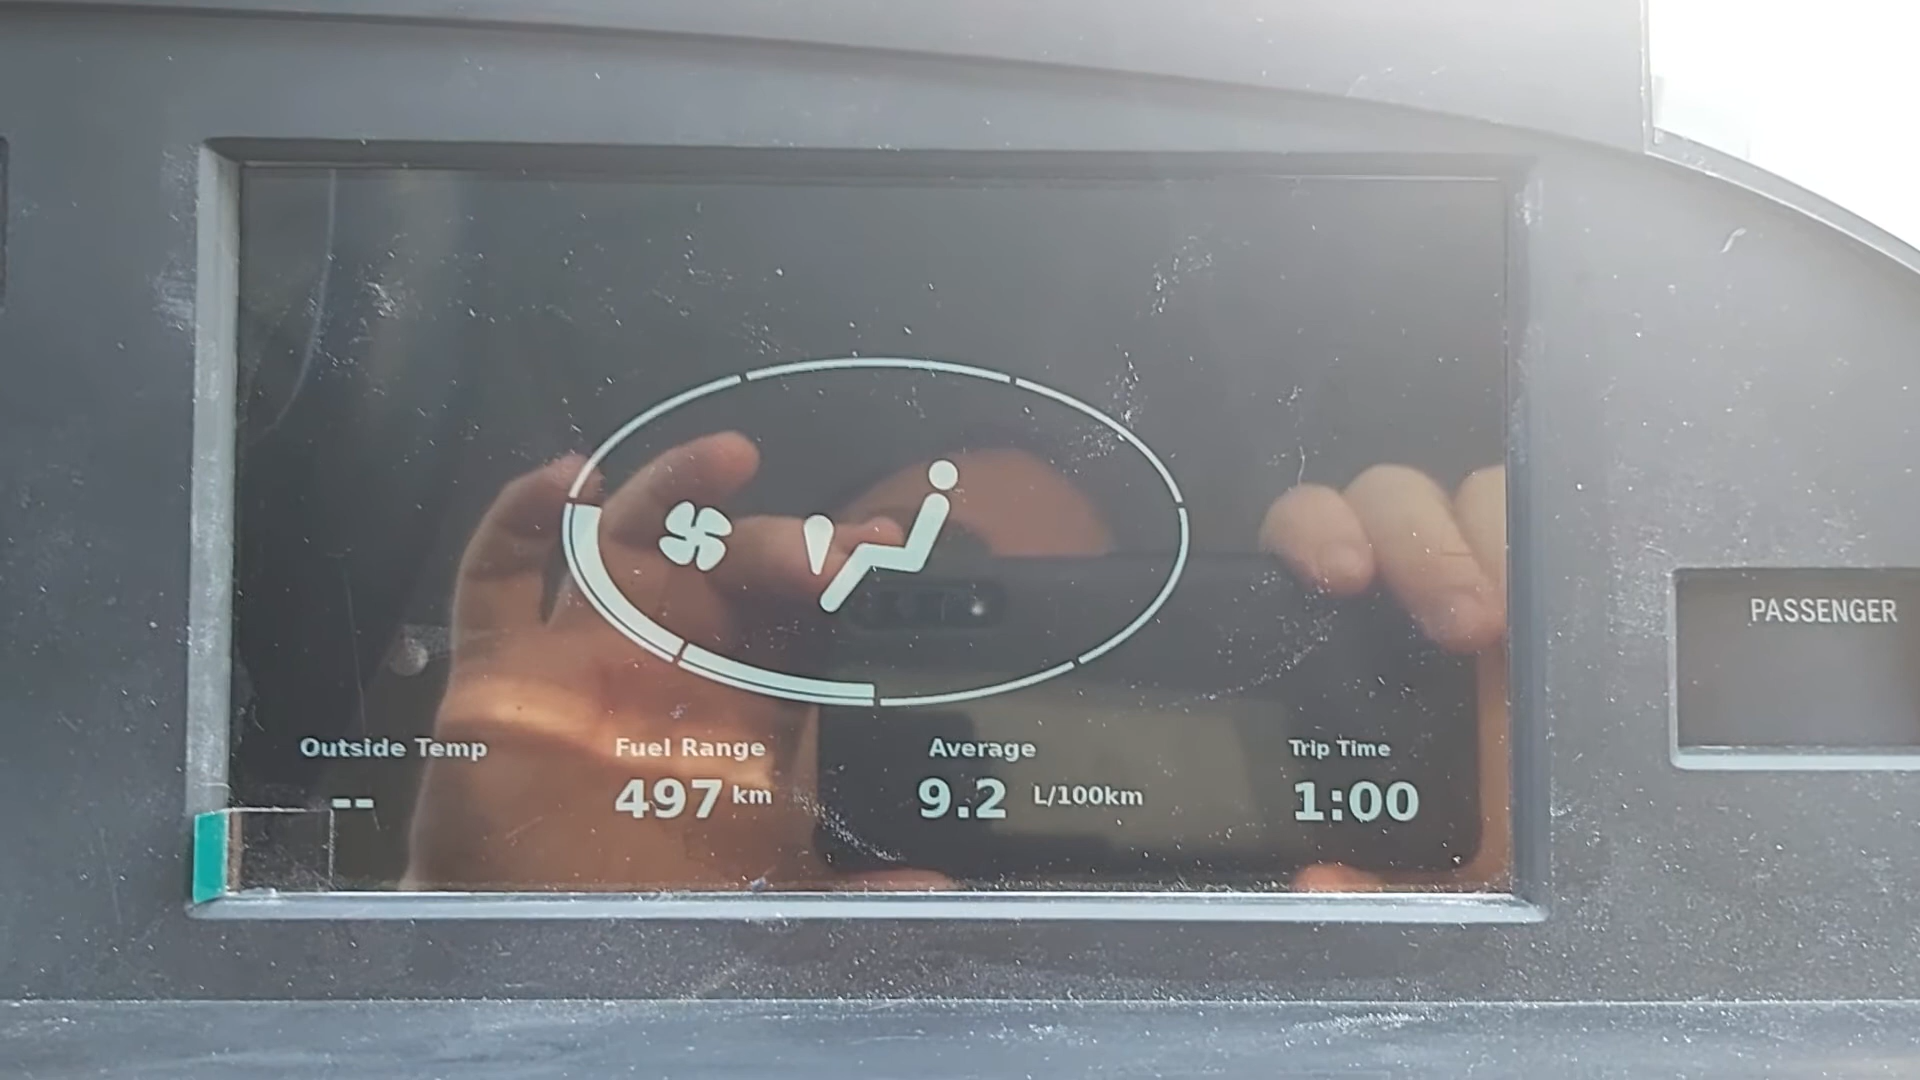 PASSENGER
Outside Temp Fuel Range Average Trip Time
-- 497 km 9.2 L/100km 1:00